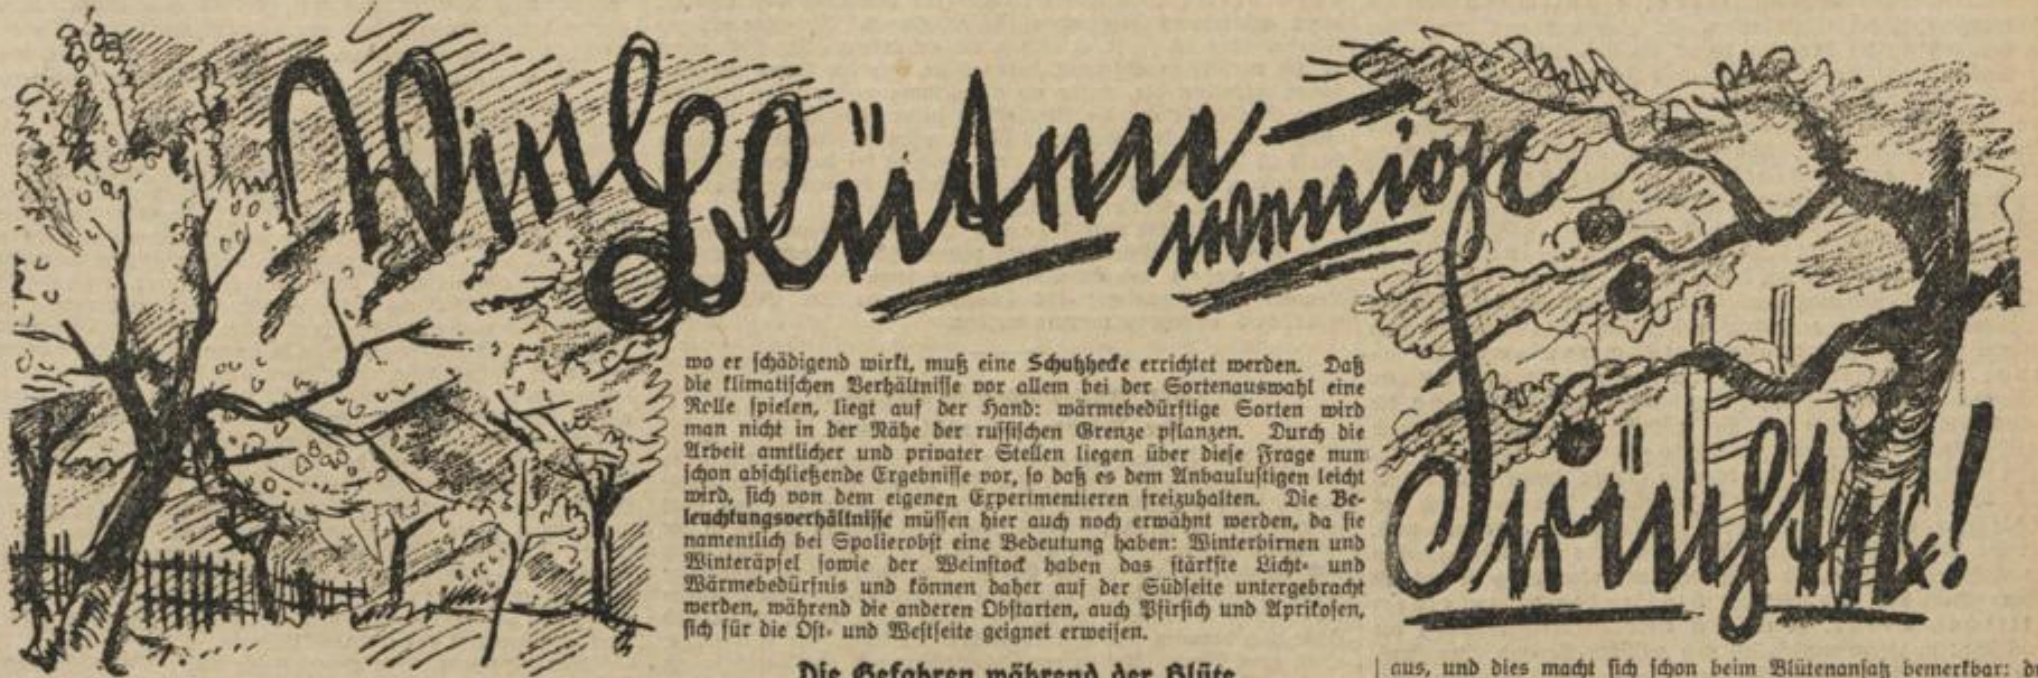 Viel Blüten —
wenige
Früchte!
wo er schädigend wirkt, muß eine Schutzhecke errichtet werden. Daß
die klimatischen Verhältnisse vor allem bei der Sortenauswahl eine
Rolle spielen, liegt auf der Hand: wärmebedürftige Sorten wird
man nicht in der Nähe der russischen Grenze pflanzen. Durch die
Arbeit amtlicher und privater Stellen liegen über diese Frage nun
schon abschließende Ergebnisse vor, so daß es dem Anbaulustigen leicht
wird, sich von dem eigenen Experimentieren freizuhalten. Die Be-
leuchtungsverhältnisse müssen hier auch noch erwähnt werden, da sie
namentlich bei Spalierobst eine Bedeutung haben: Winterbirnen und
Winteräpfel sowie der Weinstock haben das stärkste Licht- und
Wärmebedürfnis und können daher auf der Südseite untergebracht
werden, während die anderen Obstarten, auch Pfirsich und Aprikosen,
sich für die Ost- und Westseite geignet erweisen.
Die Gefahren während der Blüte
aus, und dies macht sich schon beim Blütenansatz bemerkbar: